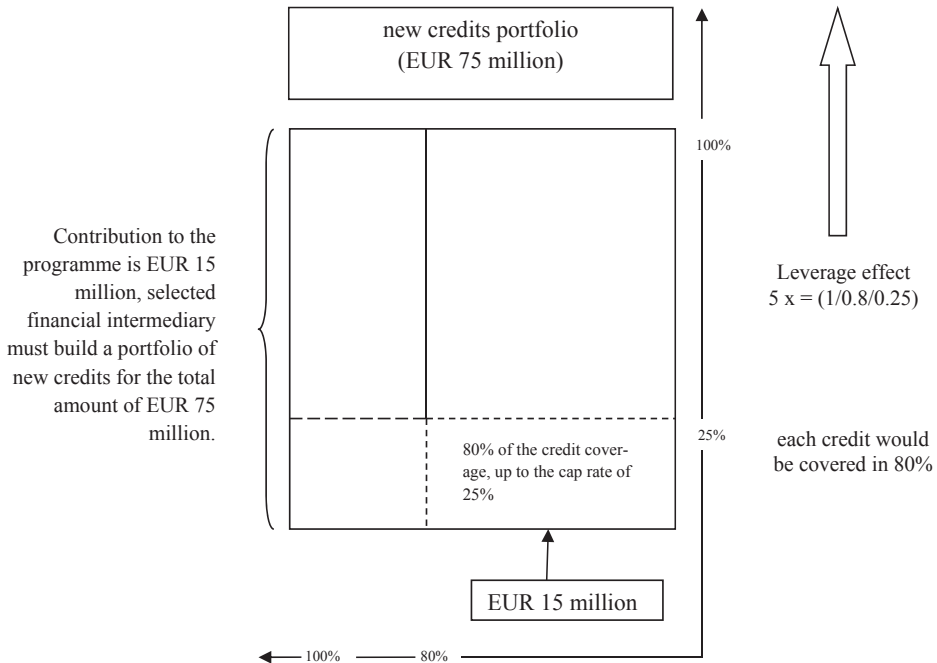 new credits portfolio
(EUR 75 million)
100%
Contribution to the
programme is EUR 15
million, selected
financial intermediary
must build a portfolio of
new credits for the total
amount of EUR 75
million.
Leverage effect
5 x = (1/0.8/0.25)
25%
each credit would
be covered in 80%
80% of the credit cover-
age, up to the cap rate of
25%
EUR 15 million
100%
80%